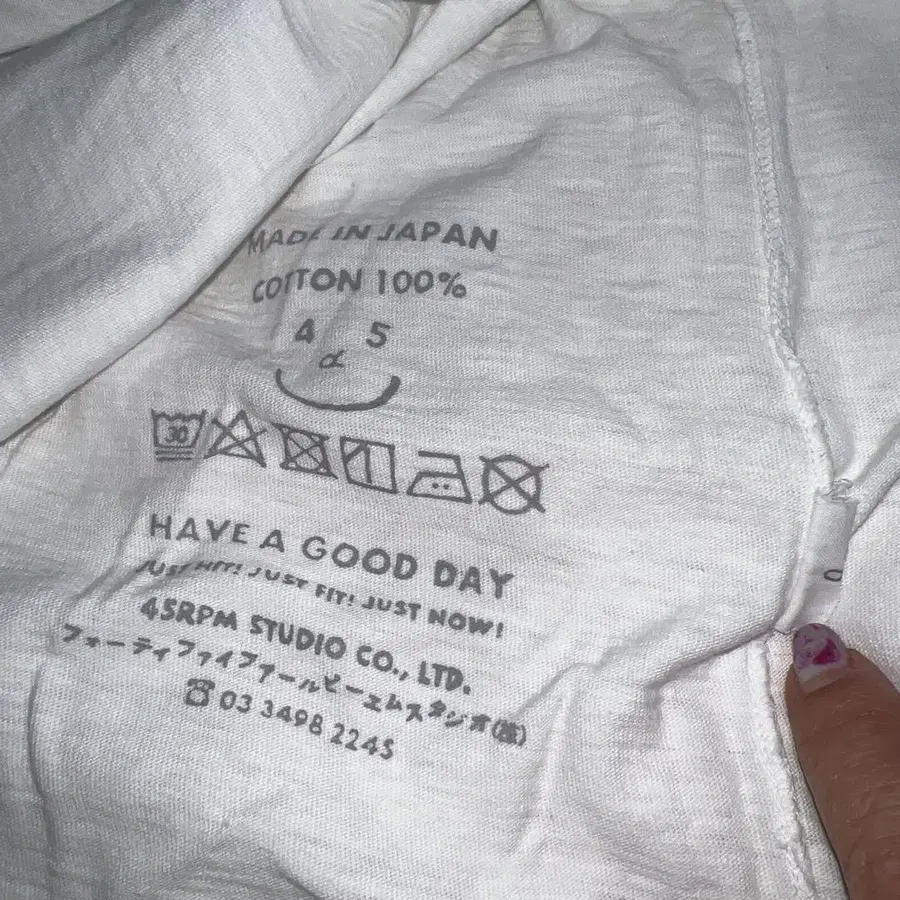 MADE IN JAPAN
COTTON 100%
4 5
R
30
HAVE A GOOD DAY
JUST HIT! JUST FIT! JUST NOW!
45RPM STUDIO CO., LTD.
フォーティファイブアールピーエムスタジオ(株)
☎ 03 3498 2245